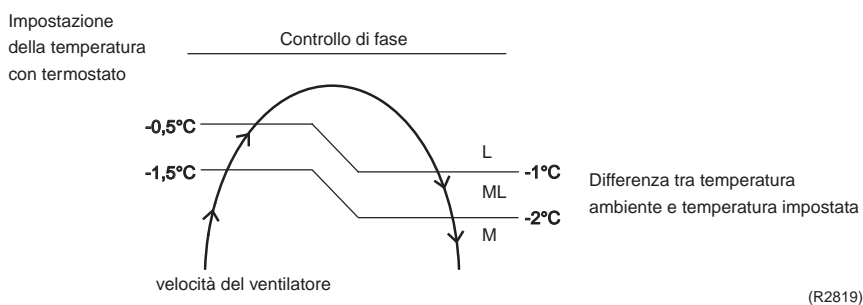 Impostazione
della temperatura
con termostato
Controllo di fase
-0,5°C
-1,5°C
L
ML
M
-1°C
-2°C
Differenza tra temperatura
ambiente e temperatura impostata
velocità del ventilatore
(R2819)